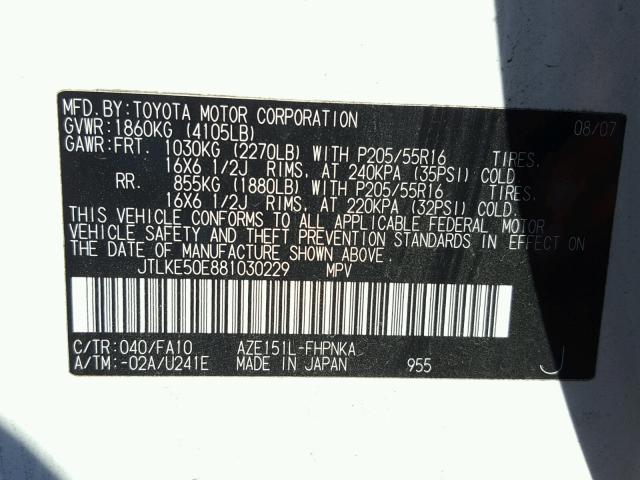 MFD.BY:TOYOTA MOTOR CORPORATION 08/07
GVWR:1860KG (4105LB)
GAWR:FRT. 1030KG (2270LB) WITH P205/55R16 TIRES,
16X6 1/2J RIMS, AT 240KPA (35PSI) COLD.
RR. 855KG (1880LB) WITH P205/55R16 TIRES,
16X6 1/2J RIMS, AT 220KPA (32PSI) COLD.
THIS VEHICLE CONFORMS TO ALL APPLICABLE FEDERAL MOTOR
VEHICLE SAFETY AND THEFT PREVENTION STANDARDS IN EFFECT ON
THE DATE OF MANUFACTURE SHOWN ABOVE.
JTLKE50E881030229 MPV
C/TR:040/FA10 AZE151L-FHPNKA
A/TM:-02A/U241E MADE IN JAPAN 955 J